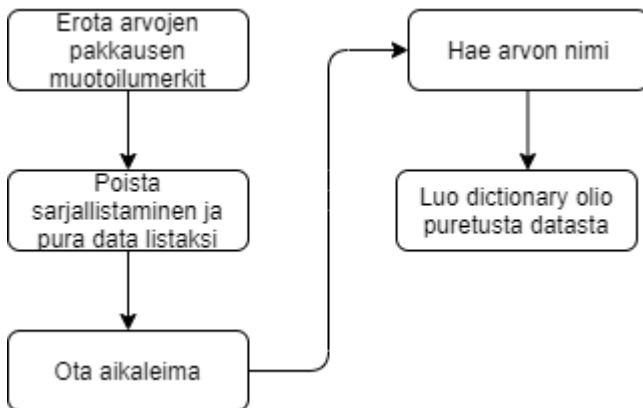 Erota arvojen
pakkausen
muotoilumerkit
Poista
sarjallistaminen ja
pura data listaksi
Ota aikaleima
Hae arvon nimi
Luo dictionary olio
puretusta datasta